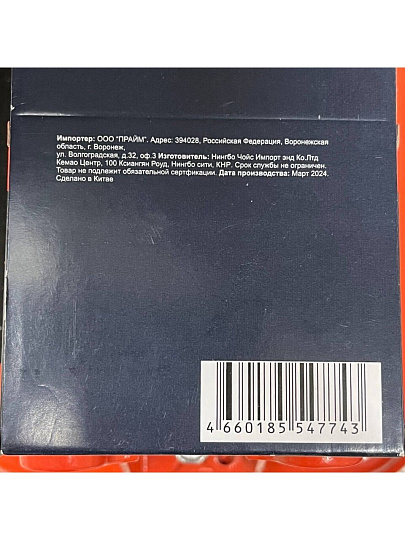 Импортер: ООО "ПРАЙМ". Адрес: 394028, Российская Федерация, Воронежская
область, г. Воронеж,
ул. Волгоградская, д.32, оф.3 Изготовитель: Нингбо Чойс Импорт энд Ко.Лтд
Кемао Центр, 100 Ксиангян Роуд, Нингбо сити, КНР. Срок службы не ограничен.
Товар не подлежит обязательной сертфикации. Дата производства: Март 2024.
Сделано в Китае
4 660185 547743